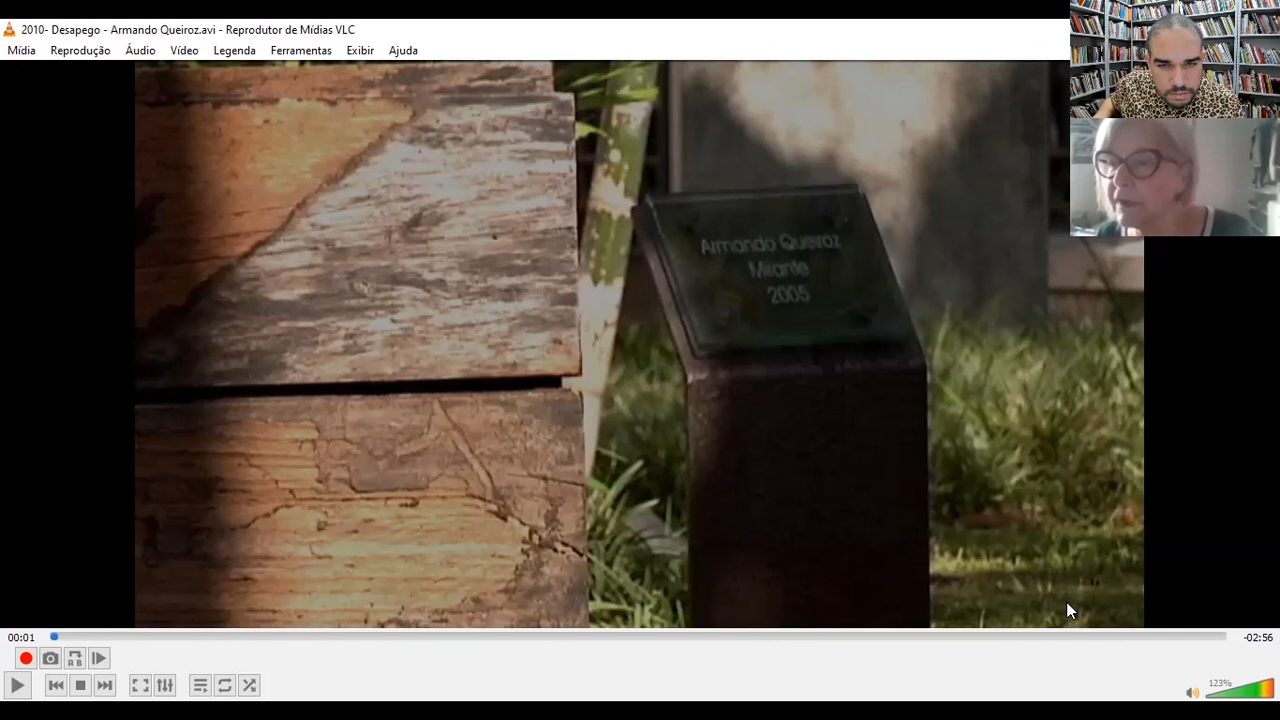 2010- Desapego - Armando Queiroz.avi - Reprodutor de Mídias VLC
Mídia Reprodução Áudio Vídeo Legenda Ferramentas Exibir Ajuda
Armando Queiroz
Mirante
2005
00:01 -02:56
A B
123%